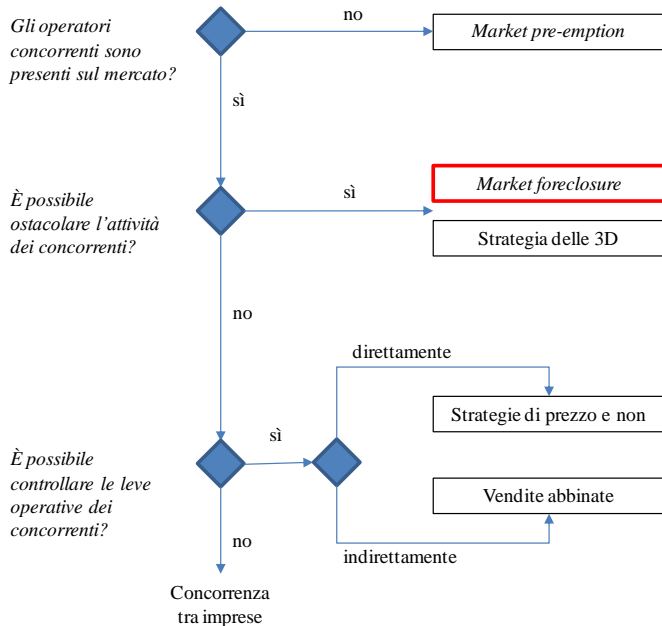 Gli operatori
concorrenti sono
presenti sul mercato?
no
Market pre-emption
sì
È possibile
ostacolare l'attività
dei concorrenti?
sì
Market foreclosure
Strategia delle 3D
no
direttamente
Strategie di prezzo e non
sì
È possibile
controllare le leve
operative dei
concorrenti?
Vendite abbinate
no
indirettamente
Concorrenza
tra imprese